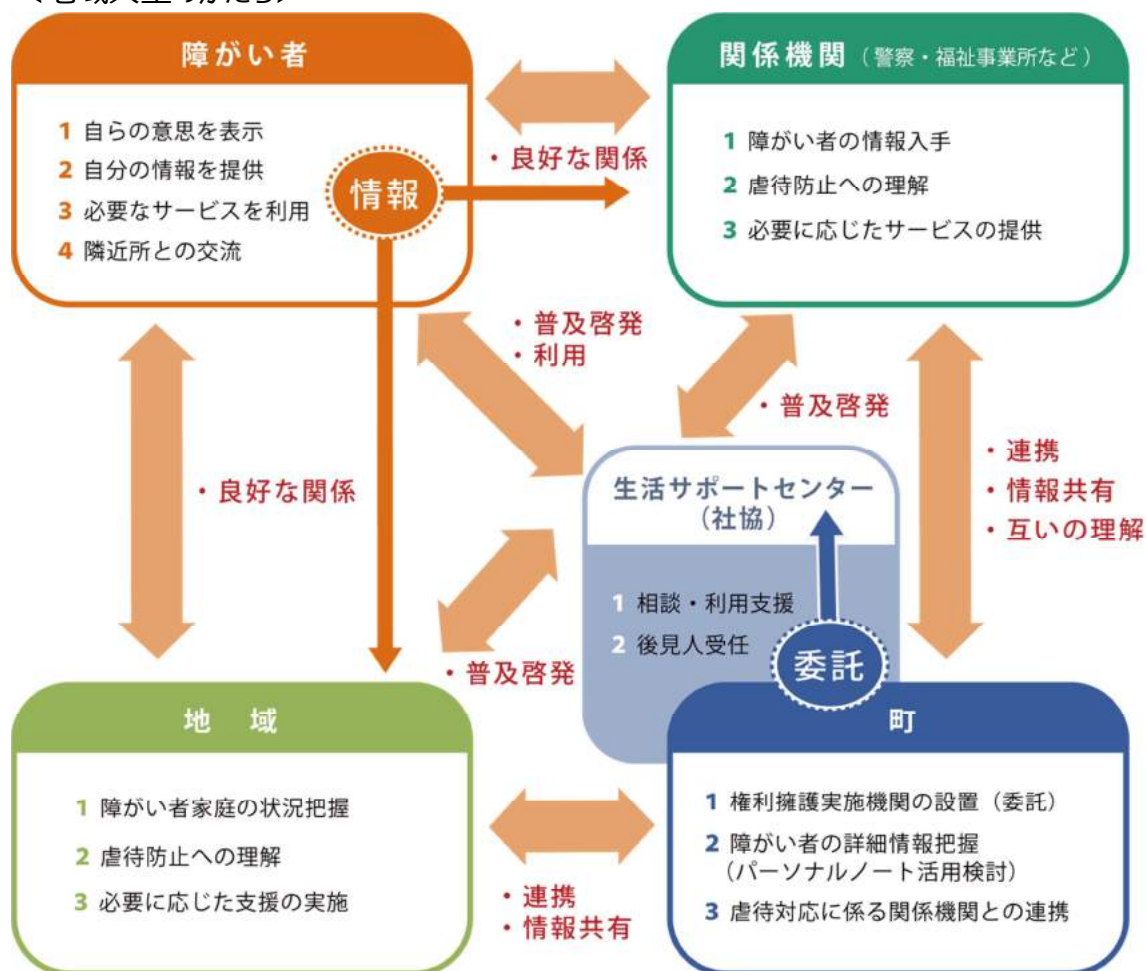 障がい者
1 自らの意思を表示
2 自分の情報を提供
3 必要なサービスを利用
4 隣近所との交流
情報
・良好な関係
関係機関（警察・福祉事業所など）
1 障がい者の情報入手
2 虐待防止への理解
3 必要に応じたサービスの提供
・普及啓発
・利用
・普及啓発
・良好な関係
・連携
・情報共有
・互いの理解
生活サポートセンター
（社協）
1 相談・利用支援
2 後見人受任
委託
・普及啓発
地 域
1 障がい者家庭の状況把握
2 虐待防止への理解
3 必要に応じた支援の実施
・連携
・情報共有
町
1 権利擁護実施機関の設置（委託）
2 障がい者の詳細情報把握
（パーソナルノート活用検討）
3 虐待対応に係る関係機関との連携